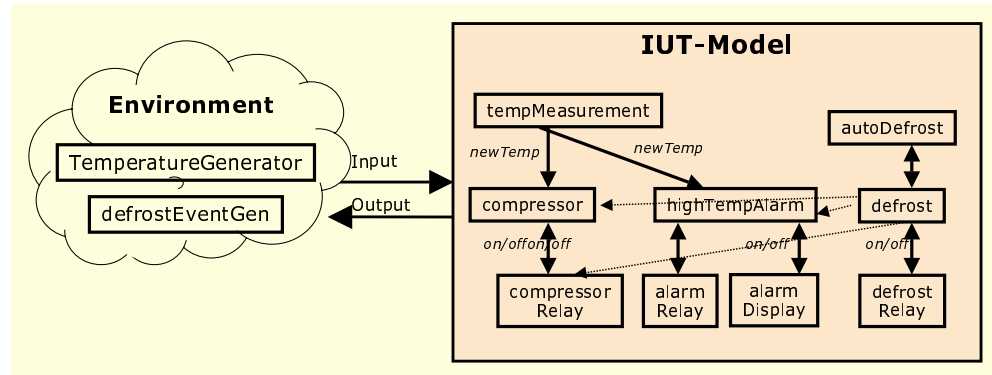 IUT-Model
Environment
TemperatureGenerator
defrostEventGen
Input
Output
tempMeasurement
autoDefrost
newTemp
newTemp
compressor
highTempAlarm
defrost
on/offon/off
on/off
on/off
compressor
Relay
alarm
Relay
alarm
Display
defrost
Relay